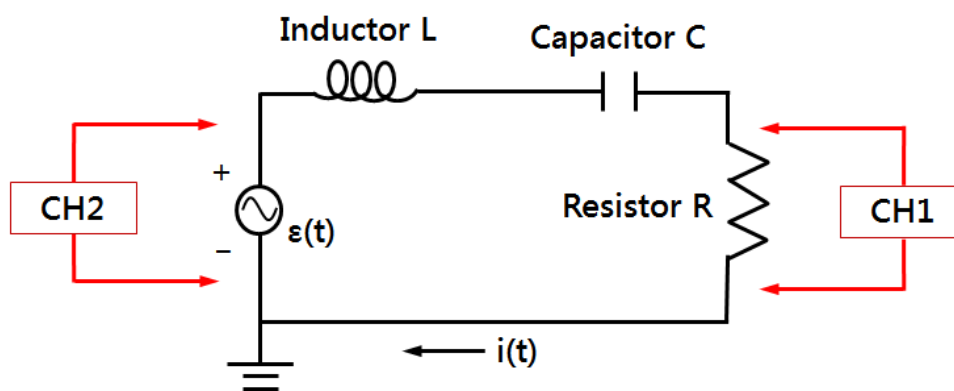 Inductor L
Capacitor C
+
CH2
ε(t)
−
Resistor R
CH1
i(t)